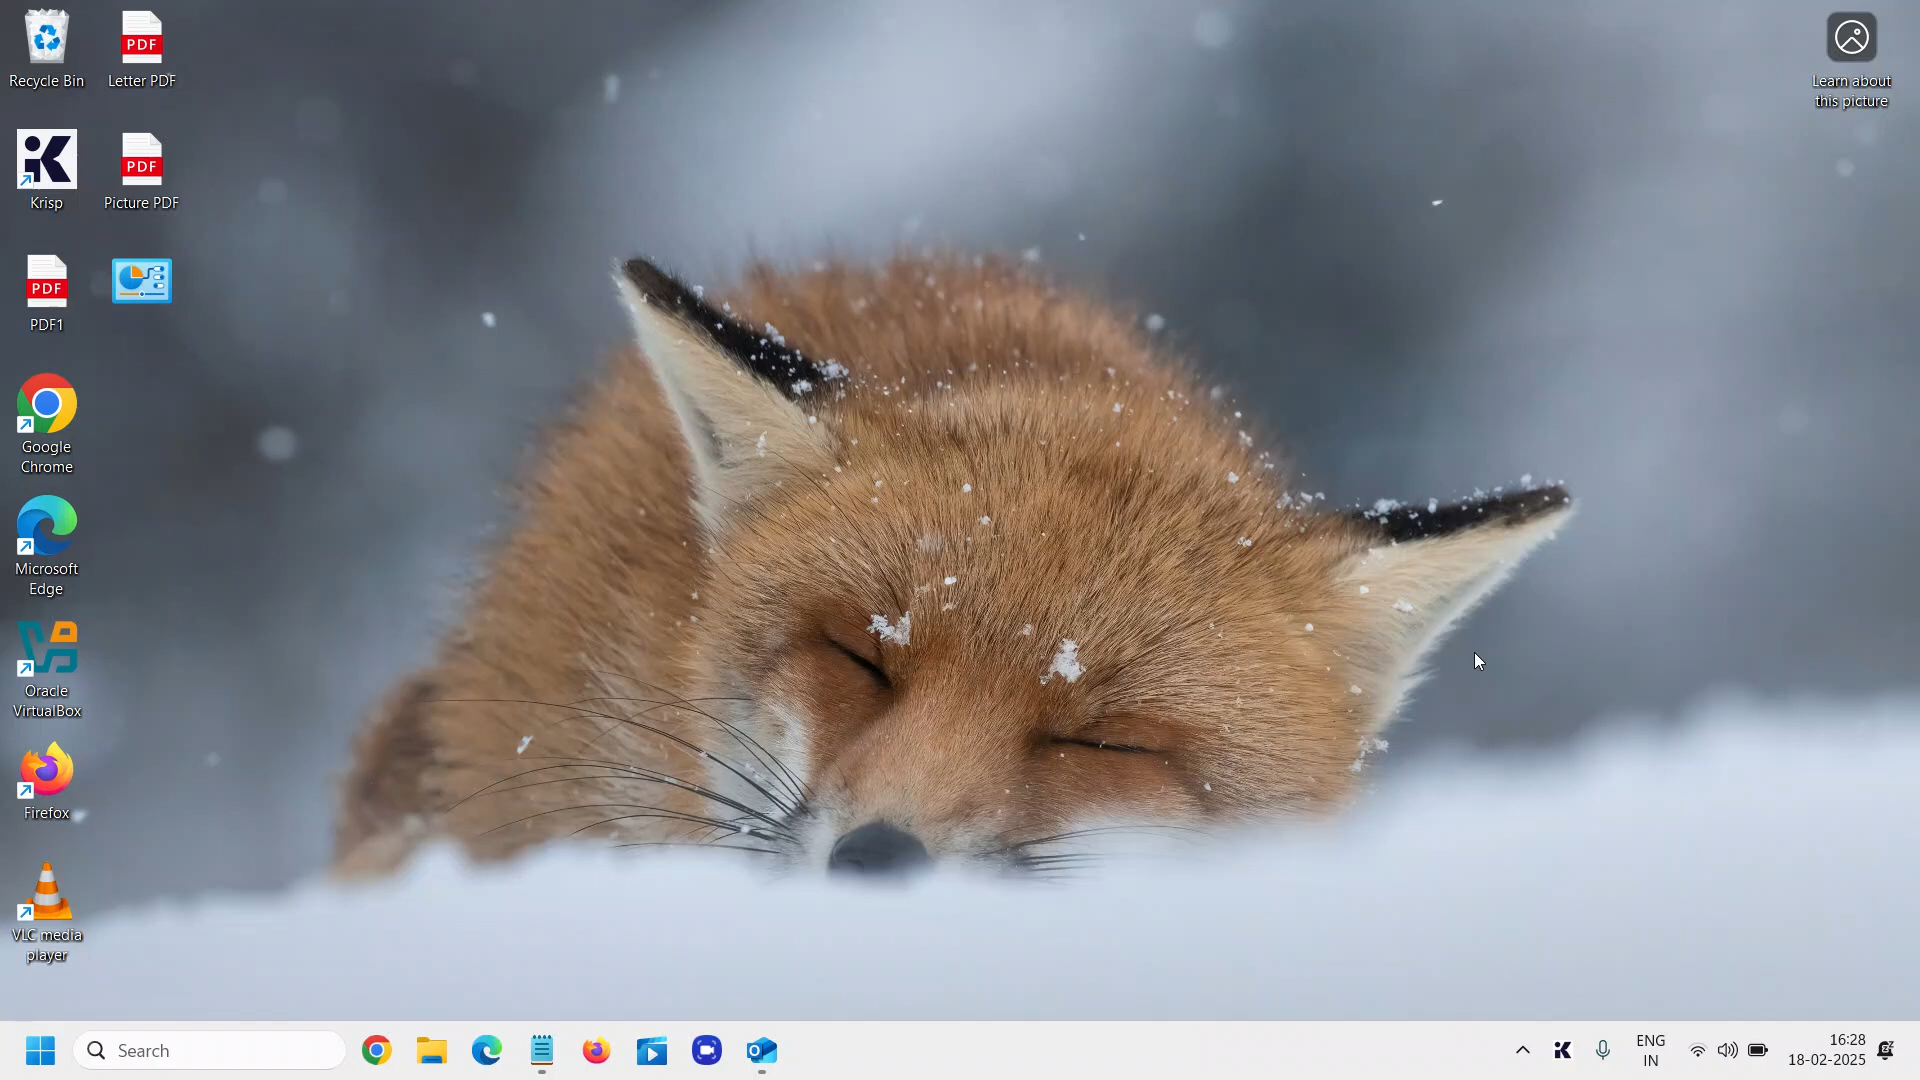 Recycle Bin
PDF
Letter PDF
Krisp
PDF
Picture PDF
PDF
PDF1
Google
Chrome
Microsoft
Edge
Oracle
VirtualBox
Firefox
VLC media
player
Learn about
this picture
Search
ENG
IN
16:28
18-02-2025